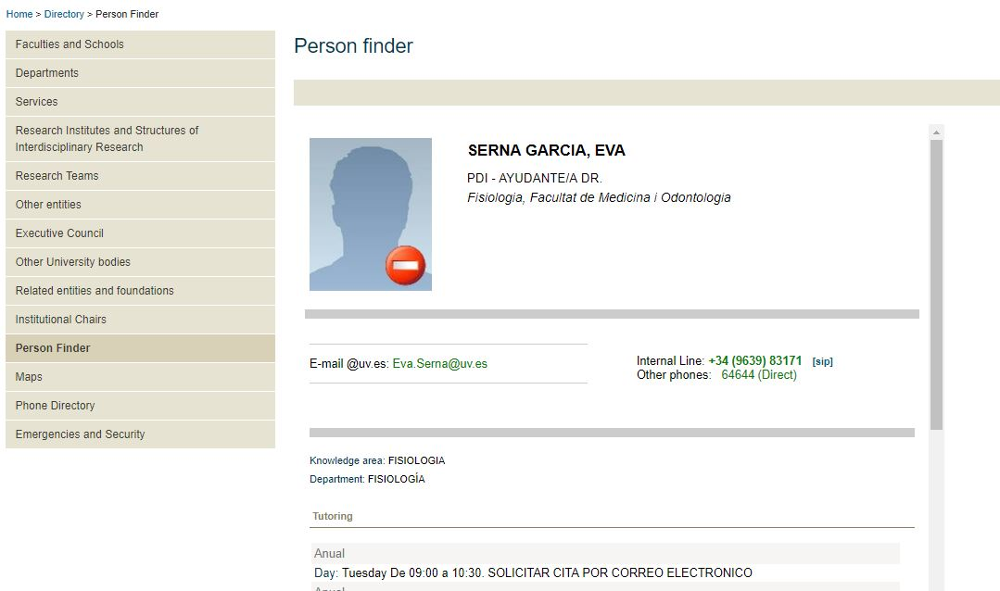 Home > Directory > Person Finder
Faculties and Schools
Departments
Services
Research Institutes and Structures of
Interdisciplinary Research
Research Teams
Other entities
Executive Council
Other University bodies
Related entities and foundations
Institutional Chairs
Person Finder
Maps
Phone Directory
Emergencies and Security
Person finder
SERNA GARCIA, EVA
PDI - AYUDANTE/A DR.
Fisiologia, Facultat de Medicina i Odontologia
E-mail @uv.es: Eva.Serna@uv.es
Internal Line: +34 (9639) 83171 [sip]
Other phones: 64644 (Direct)
Knowledge area: FISIOLOGIA
Department: FISIOLOGÍA
Tutoring
Anual
Day: Tuesday De 09:00 a 10:30. SOLICITAR CITA POR CORREO ELECTRONICO
Anual